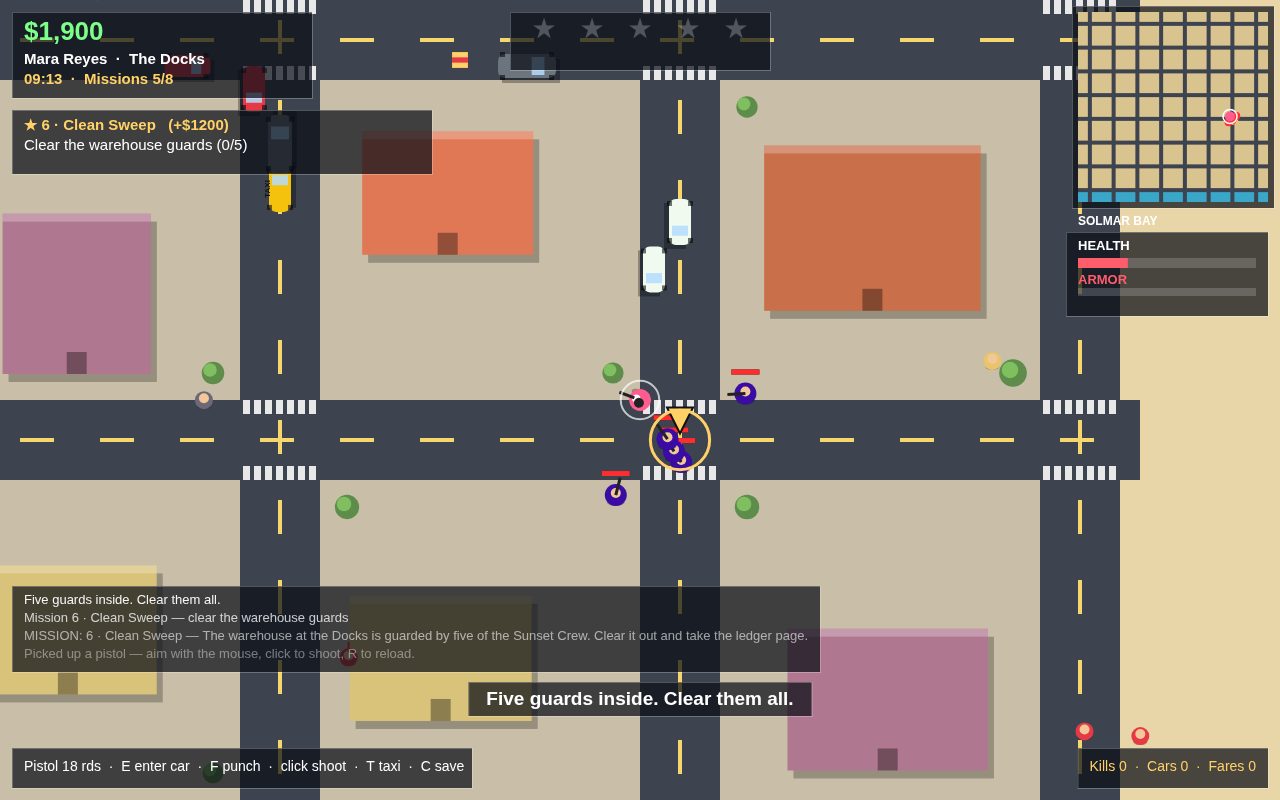 $1,900
Mara Reyes · The Docks
09:13 · Missions 5/8
★ 6 · Clean Sweep (+$1200)
Clear the warehouse guards (0/5)
TAXI
SOLMAR BAY
HEALTH
ARMOR
Five guards inside. Clear them all.
Mission 6 · Clean Sweep — clear the warehouse guards
MISSION: 6 · Clean Sweep — The warehouse at the Docks is guarded by five of the Sunset Crew. Clear it out and take the ledger page.
Picked up a pistol — aim with the mouse, click to shoot, R to reload.
Five guards inside. Clear them all.
Pistol 18 rds · E enter car · F punch · click shoot · T taxi · C save
Kills 0 · Cars 0 · Fares 0